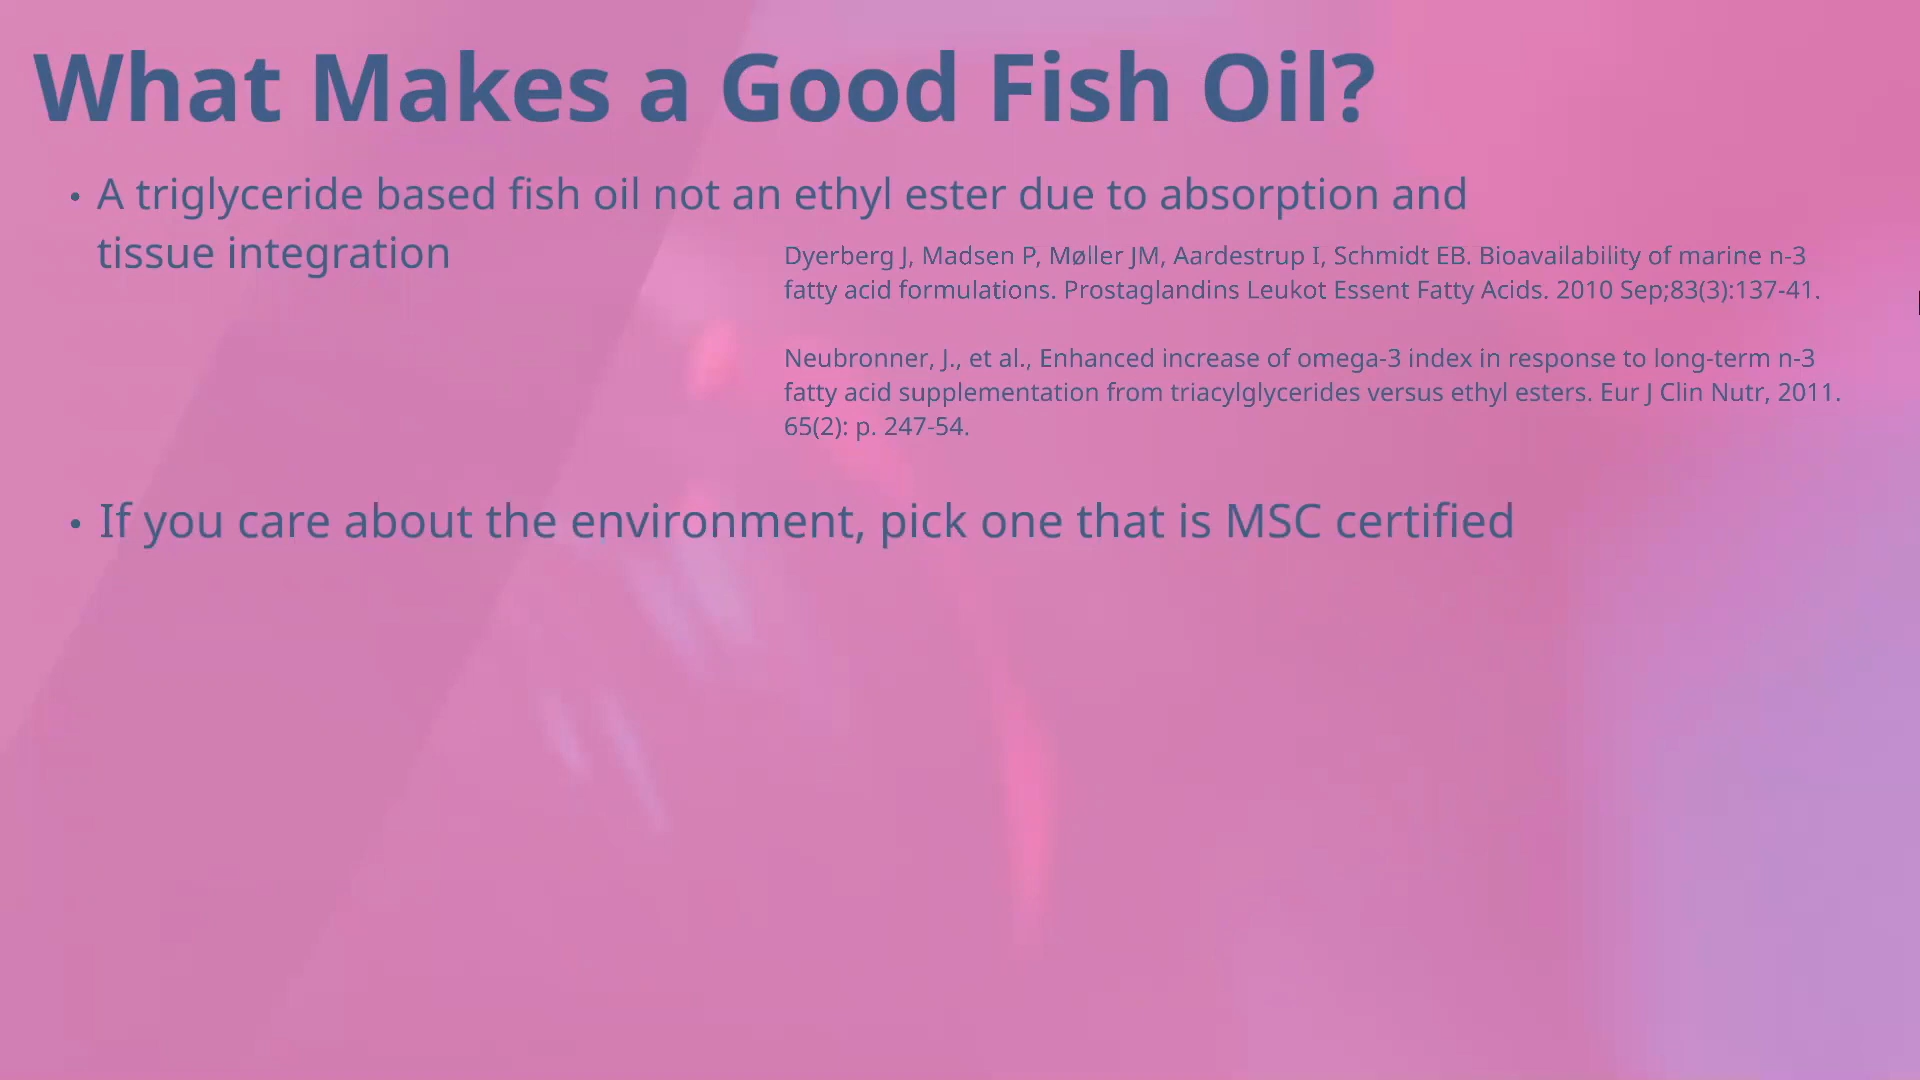 What Makes a Good Fish Oil?
• A triglyceride based fish oil not an ethyl ester due to absorption and
tissue integration
Dyerberg J, Madsen P, Møller JM, Aardestrup I, Schmidt EB. Bioavailability of marine n-3
fatty acid formulations. Prostaglandins Leukot Essent Fatty Acids. 2010 Sep;83(3):137-41.
Neubronner, J., et al., Enhanced increase of omega-3 index in response to long-term n-3
fatty acid supplementation from triacylglycerides versus ethyl esters. Eur J Clin Nutr, 2011.
65(2): p. 247-54.
• If you care about the environment, pick one that is MSC certified